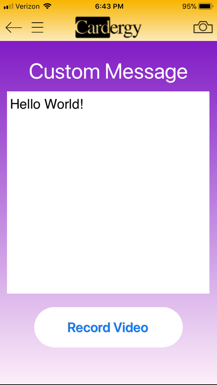 Verizon 6:43 PM 95%
Cardergy
Custom Message
Hello World!
Record Video